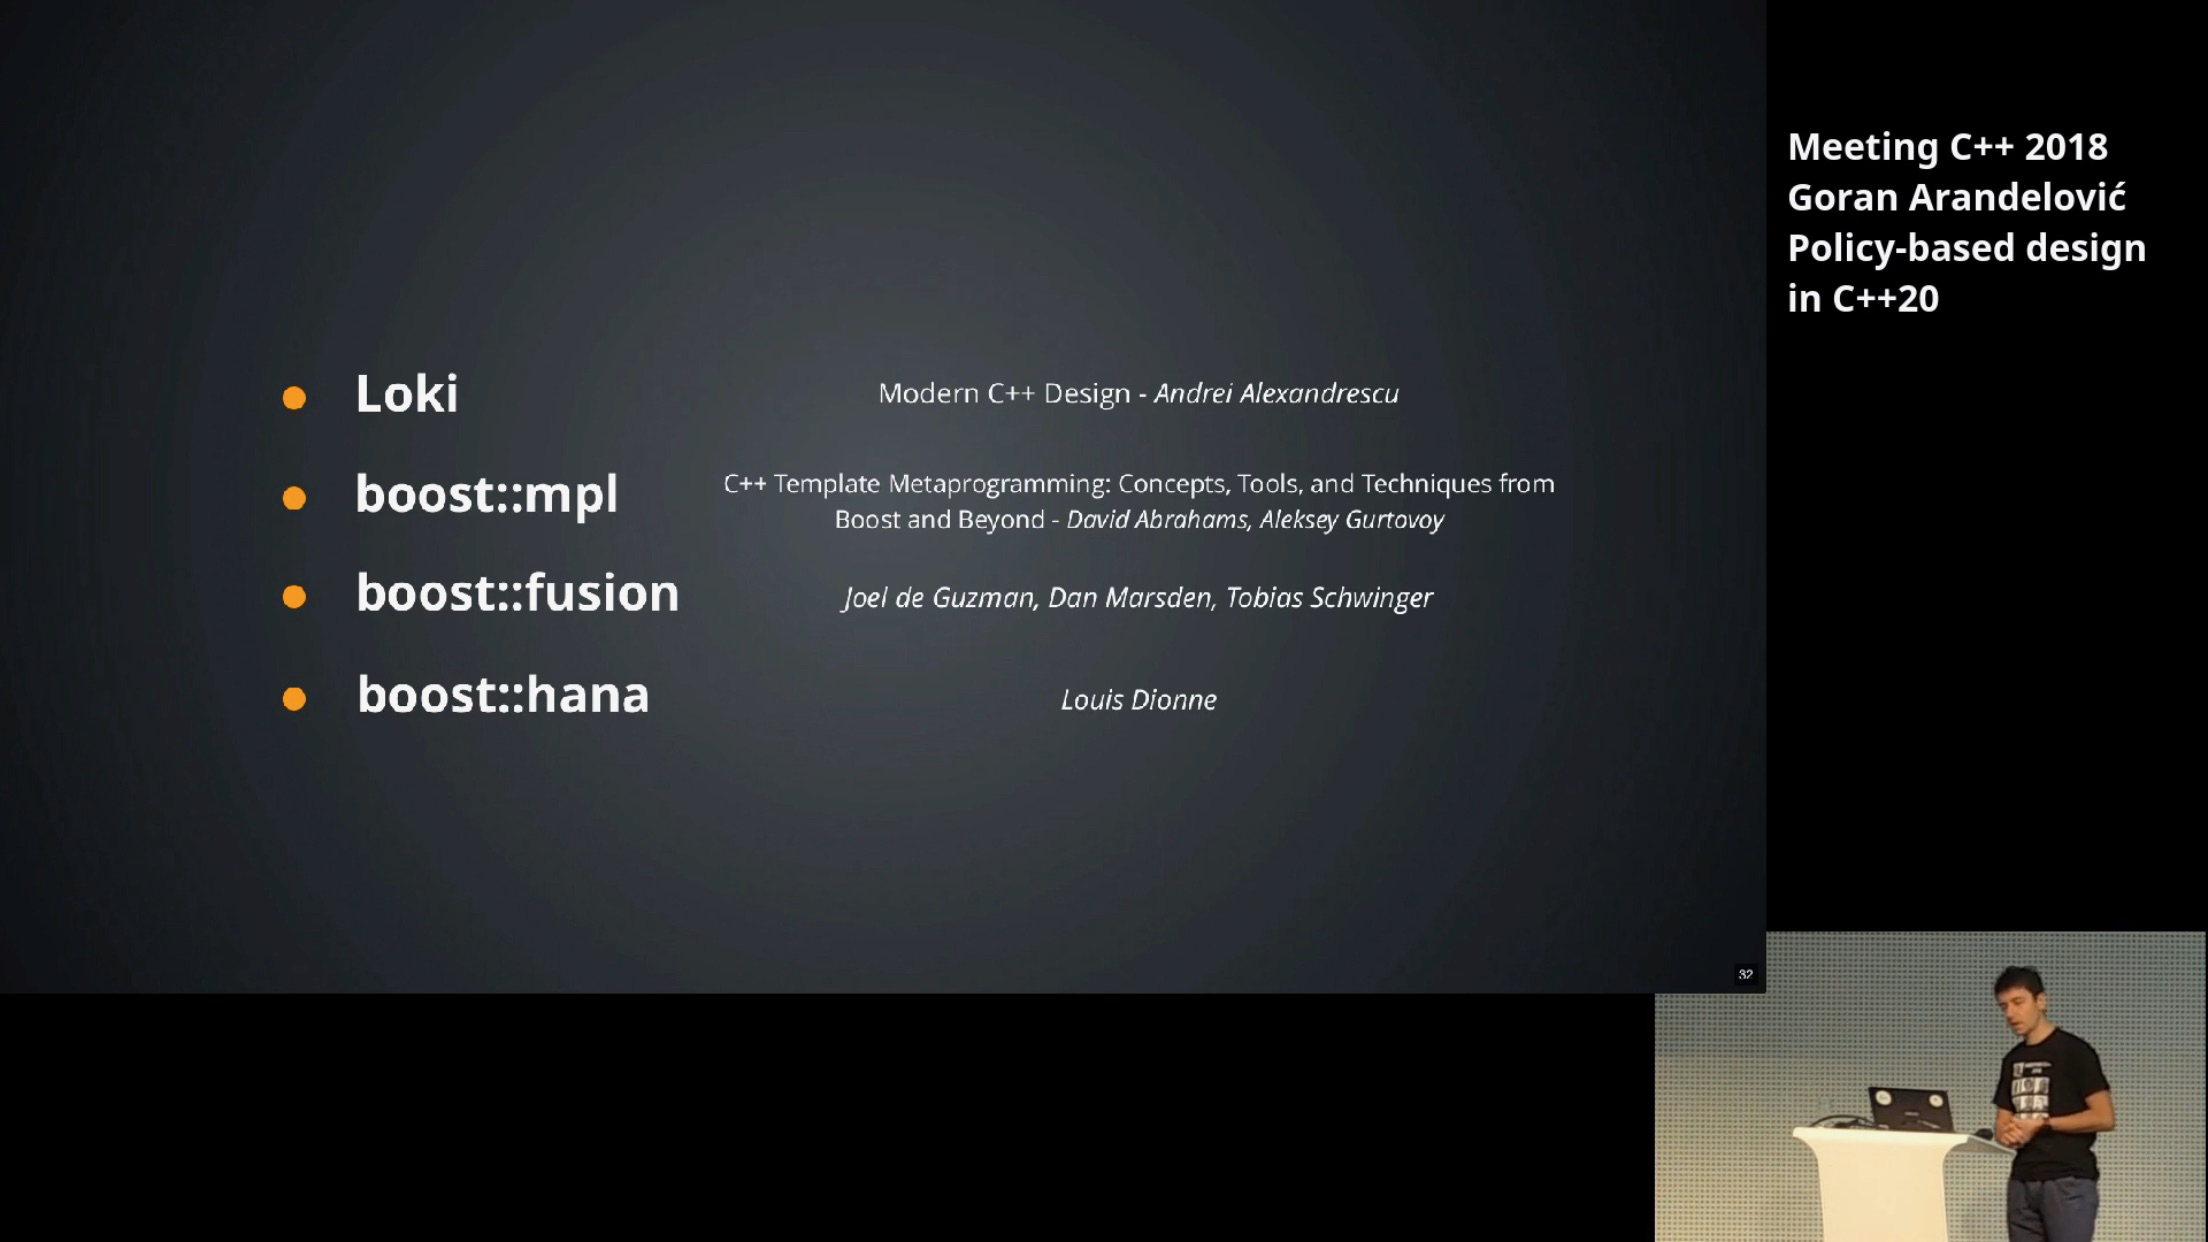 Meeting C++ 2018
Goran Arandelović
Policy-based design
in C++20
Loki
Modern C++ Design - Andrei Alexandrescu
boost::mpl
C++ Template Metaprogramming: Concepts, Tools, and Techniques from
Boost and Beyond - David Abrahams, Aleksey Gurtovoy
boost::fusion
Joel de Guzman, Dan Marsden, Tobias Schwinger
boost::hana
Louis Dionne
32